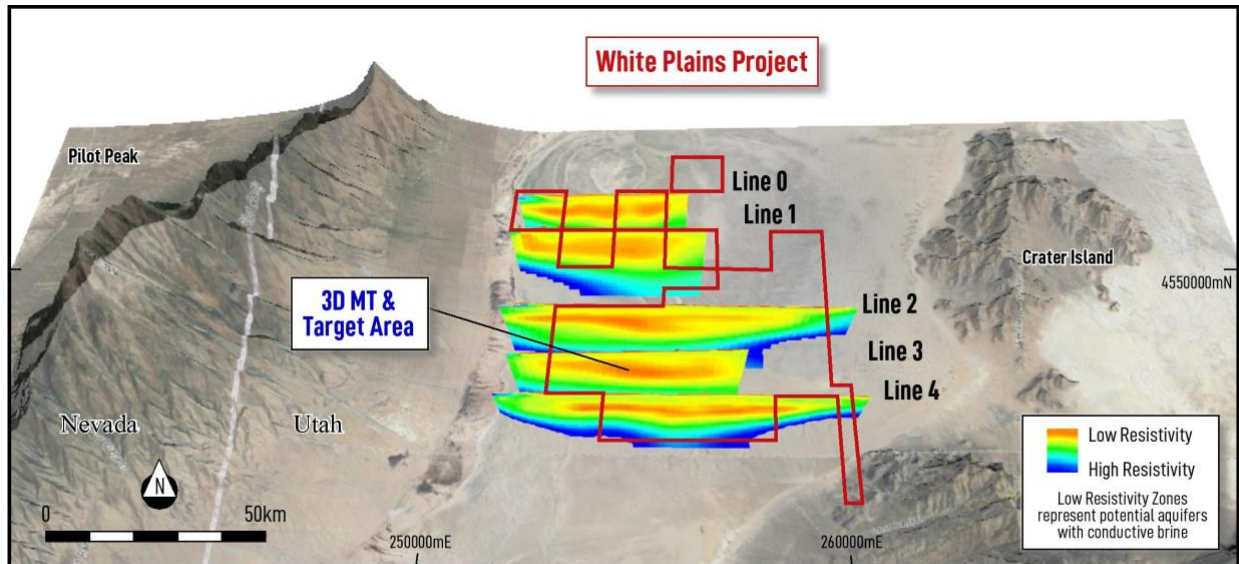 White Plains Project
Pilot Peak
Line 0
Line 1
Crater Island
4550000mN
3D MT &
Target Area
Line 2
Line 3
Line 4
Nevada
Utah
N
0
50km
250000mE
260000mE
Low Resistivity
High Resistivity
Low Resistivity Zones
represent potential aquifers
with conductive brine